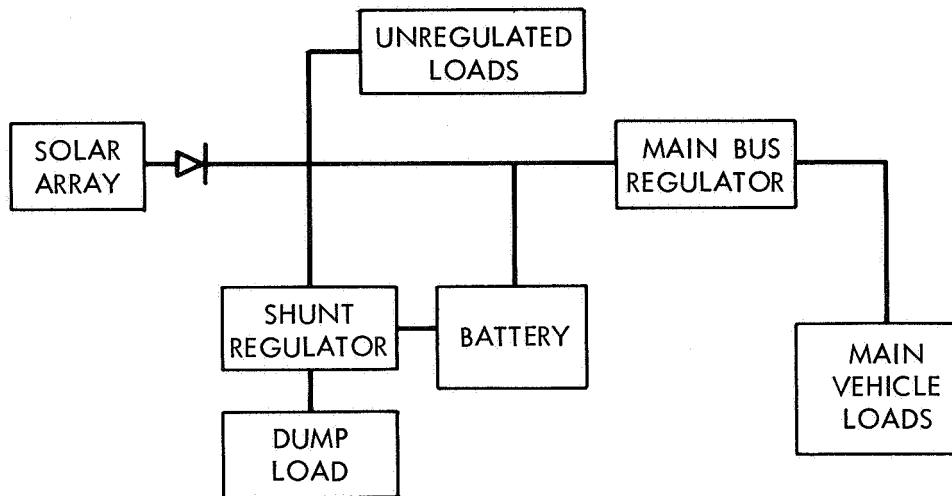 UNREGULATED
LOADS
SOLAR
ARRAY
MAIN BUS
REGULATOR
SHUNT
REGULATOR
BATTERY
MAIN
VEHICLE
LOADS
DUMP
LOAD